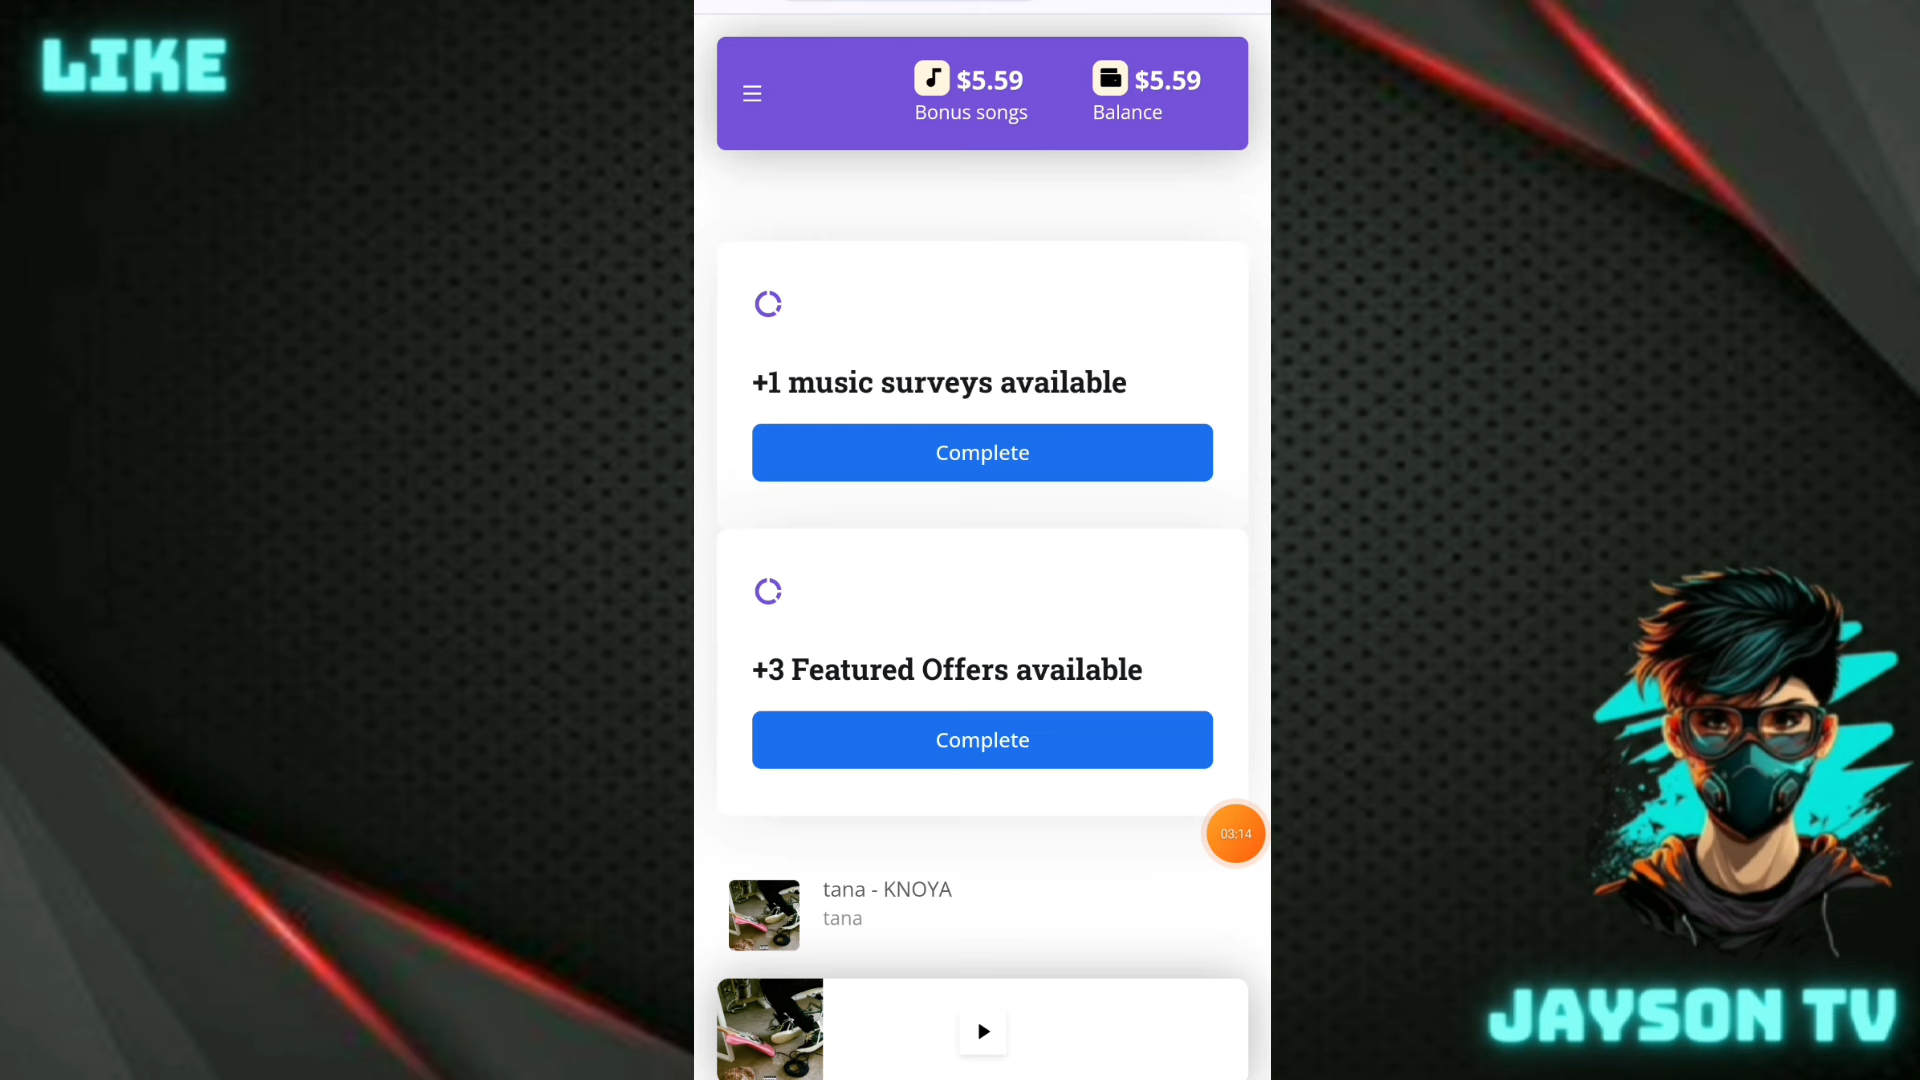 LIKE
$5.59
Bonus songs
$5.59
Balance
+1 music surveys available
Complete
+3 Featured Offers available
Complete
03:14
tana - KNOYA
tana
JAYSON TV